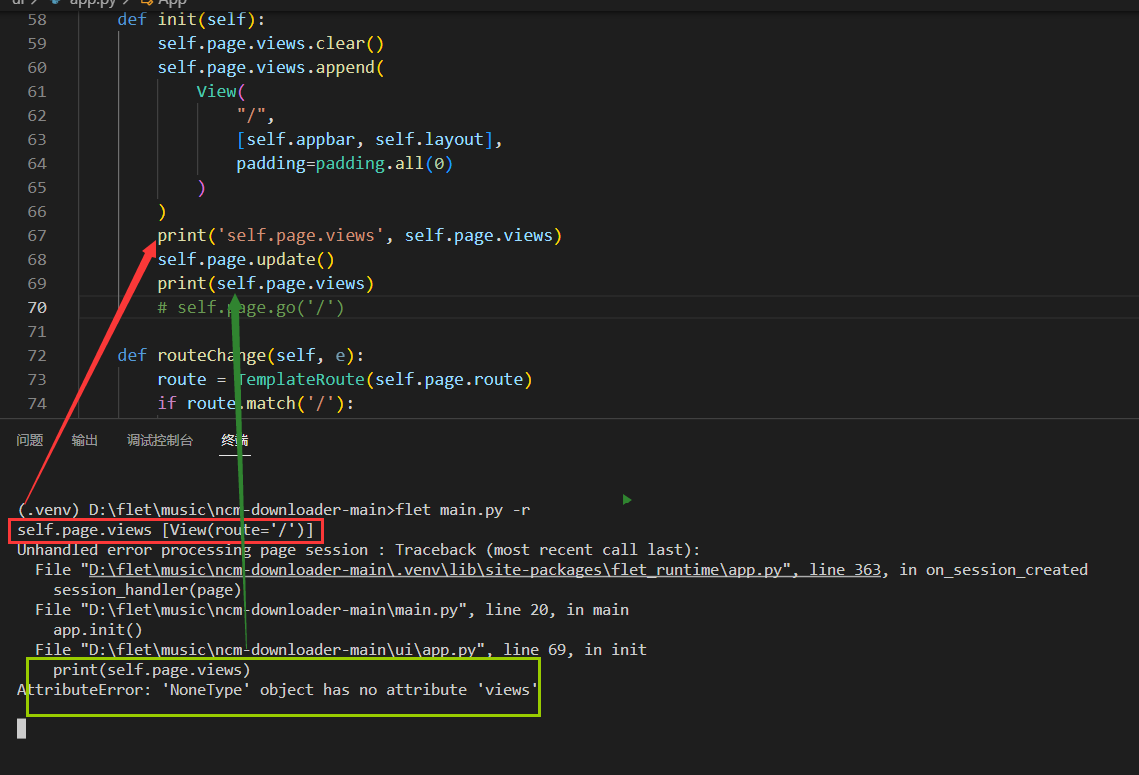 ui > app.py > App
58 def init(self):
59 self.page.views.clear()
60 self.page.views.append(
61 View(
62 "/",
63 [self.appbar, self.layout],
64 padding=padding.all(0)
65 )
66 )
67 print('self.page.views', self.page.views)
68 self.page.update()
69 print(self.page.views)
70 # self.page.go('/')
71
72 def routeChange(self, e):
73 route = TemplateRoute(self.page.route)
74 if route.match('/'):
问题 输出 调试控制台 终端
(.venv) D:\flet\music\ncm-downloader-main>flet main.py -r
self.page.views [View(route='/')]
Unhandled error processing page session : Traceback (most recent call last):
File "D:\flet\music\ncm-downloader-main\.venv\lib\site-packages\flet_runtime\app.py", line 363, in on_session_created
session_handler(page)
File "D:\flet\music\ncm-downloader-main\main.py", line 20, in main
app.init()
File "D:\flet\music\ncm-downloader-main\ui\app.py", line 69, in init
print(self.page.views)
AttributeError: 'NoneType' object has no attribute 'views'